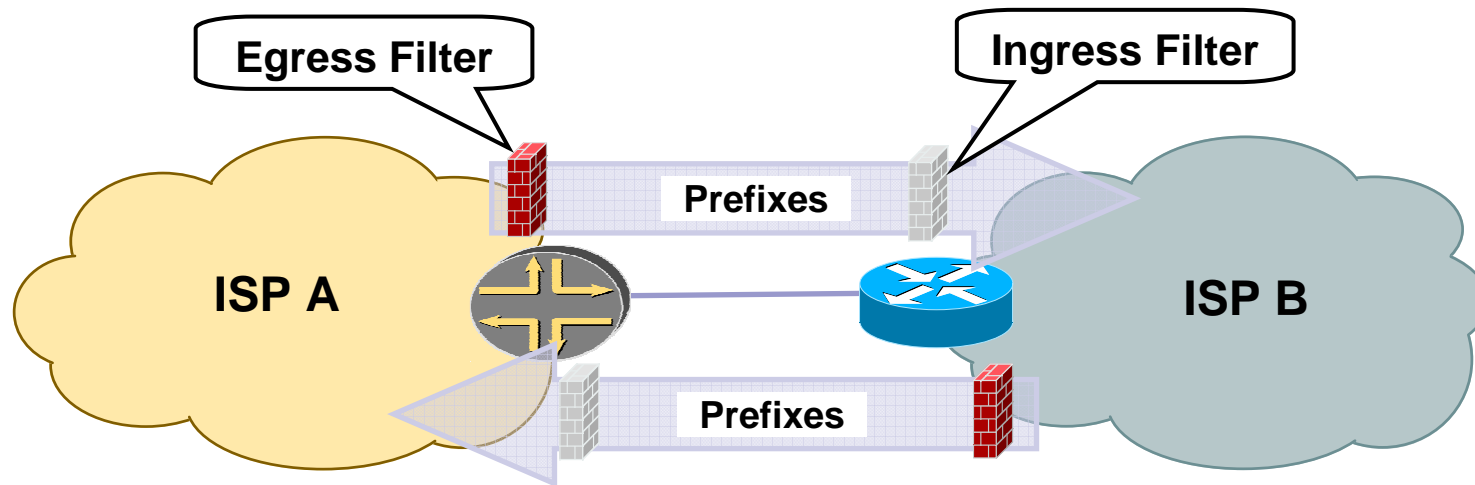 Egress Filter
Ingress Filter
Prefixes
ISP A
ISP B
Prefixes